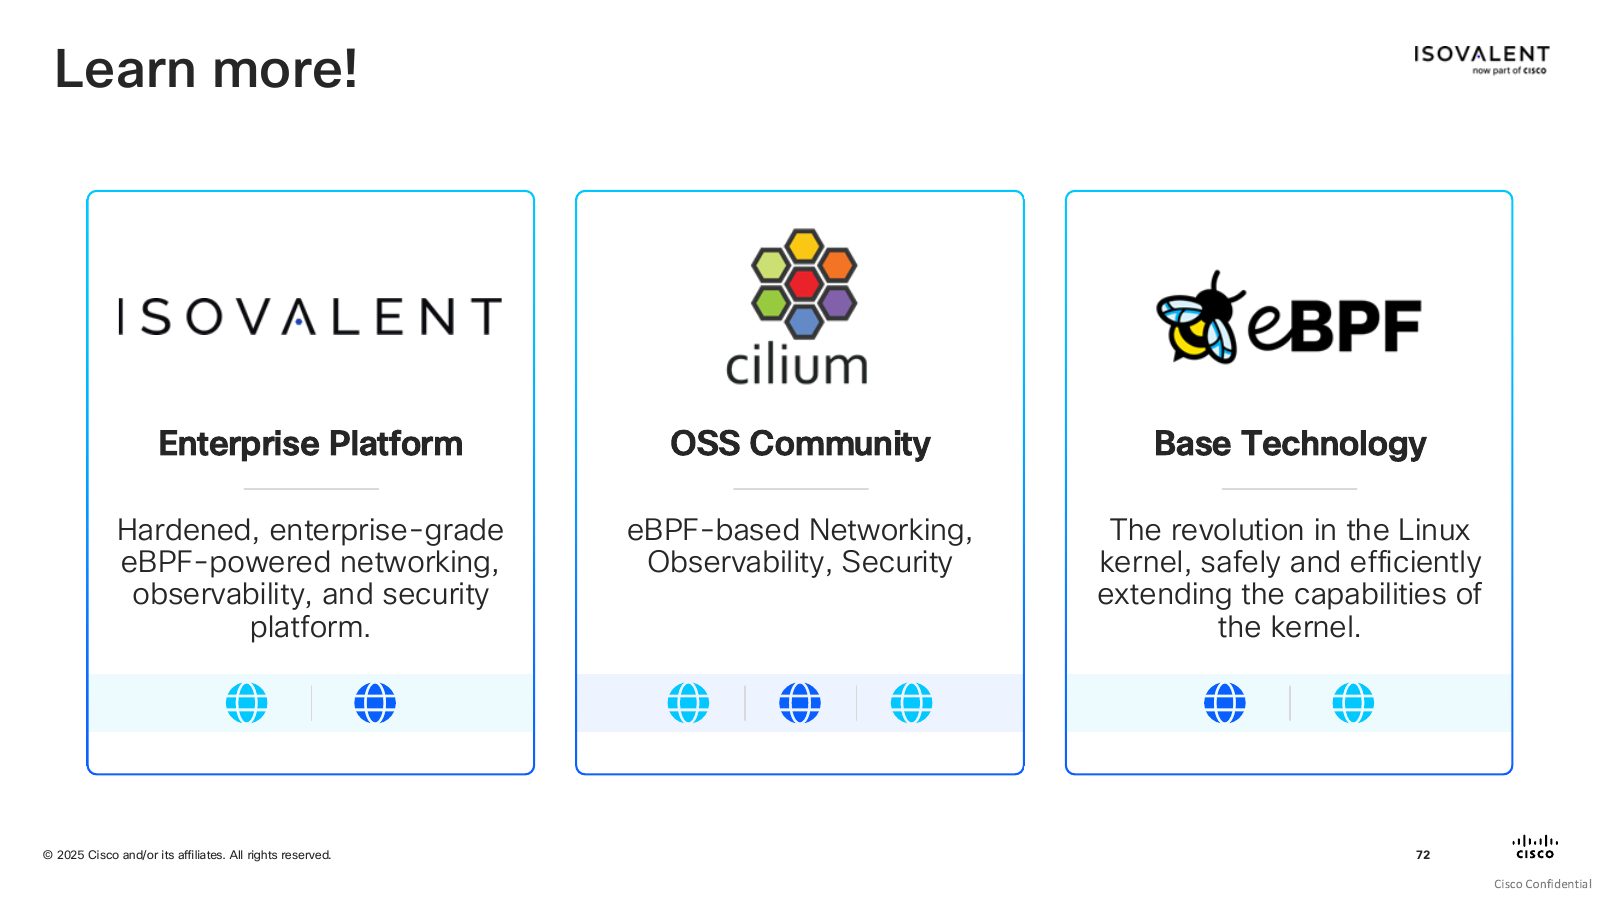 Learn more!
ISOVALENT
now part of CISCO
ISOVALENT
Enterprise Platform
Hardened, enterprise-grade
eBPF-powered networking,
observability, and security
platform.
cilium
OSS Community
eBPF-based Networking,
Observability, Security
eBPF
Base Technology
The revolution in the Linux
kernel, safely and efficiently
extending the capabilities of
the kernel.
© 2025 Cisco and/or its affiliates. All rights reserved.
72
CISCO
Cisco Confidential